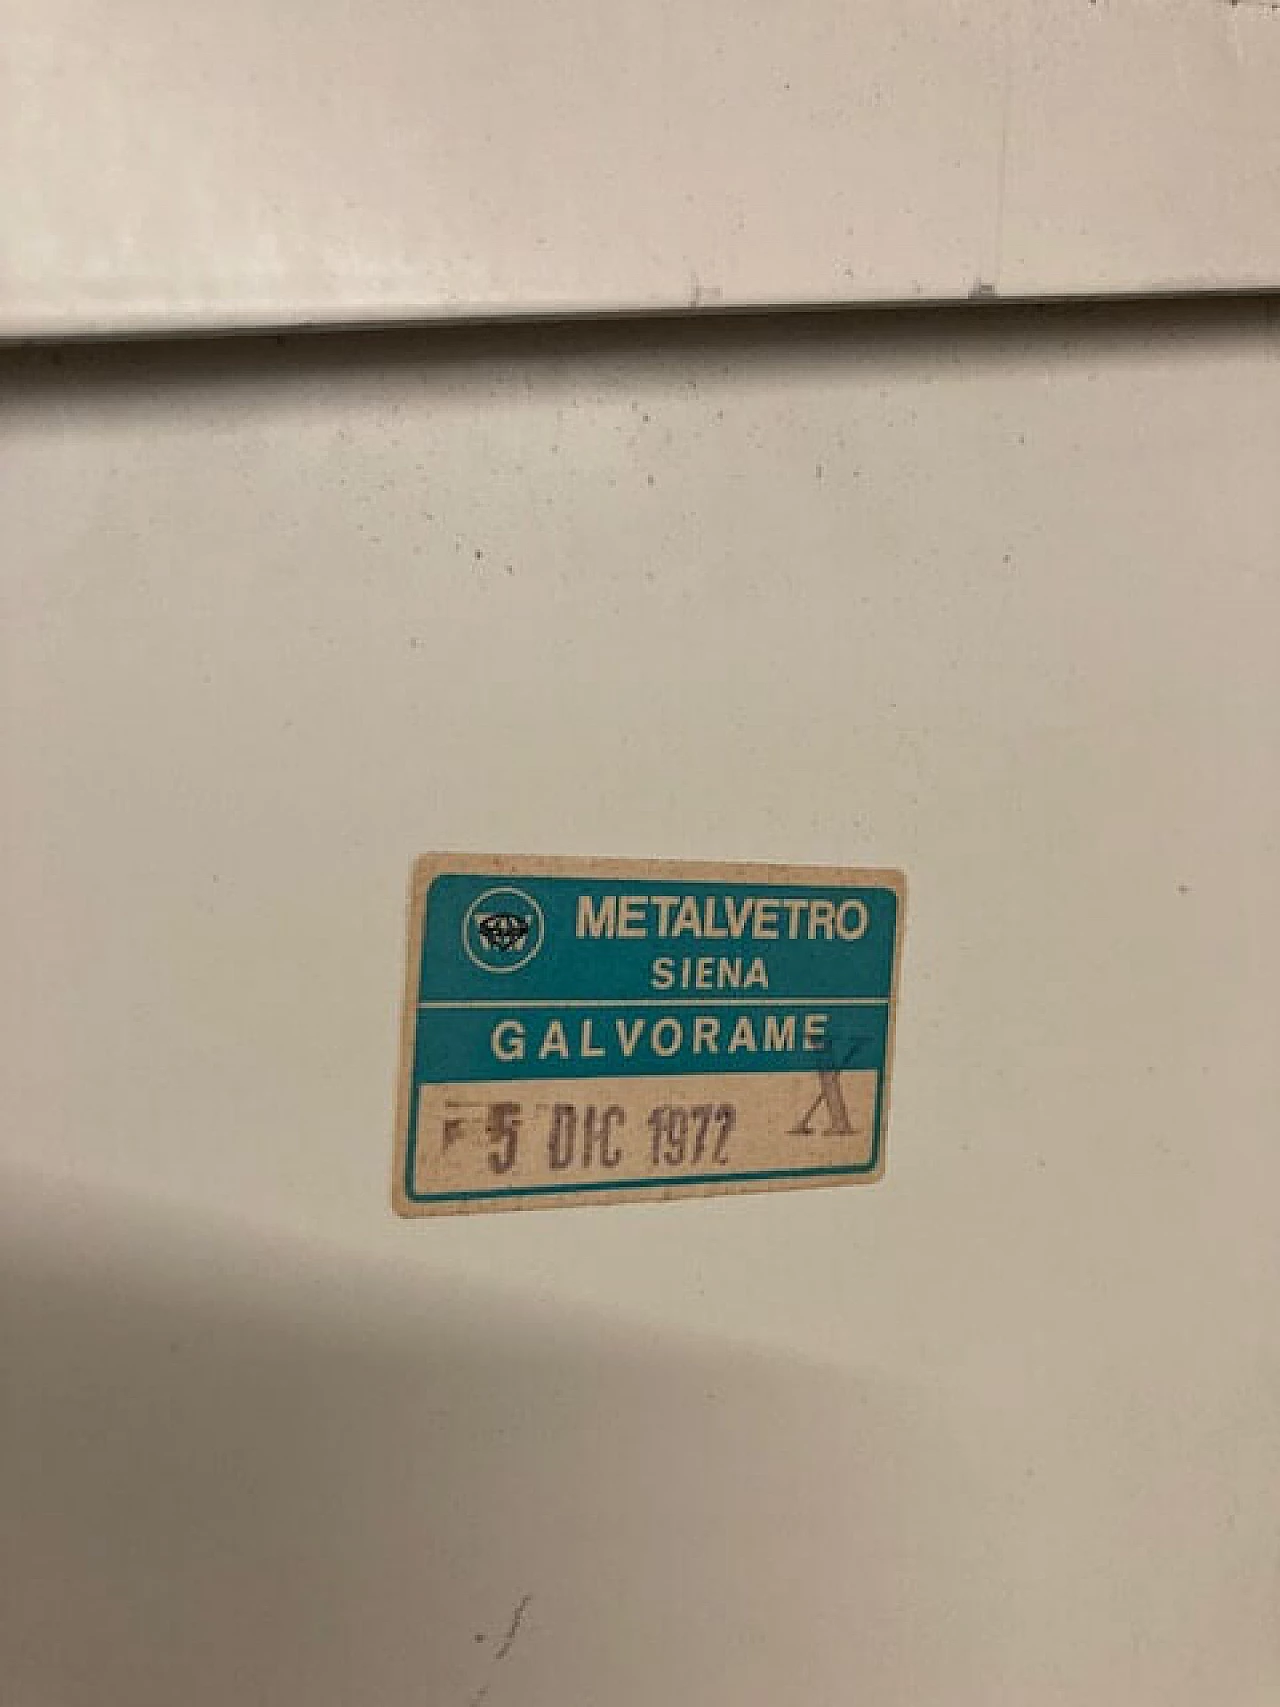 METALVETRO
SIENA
GALVORAME
X
5 DIC 1972